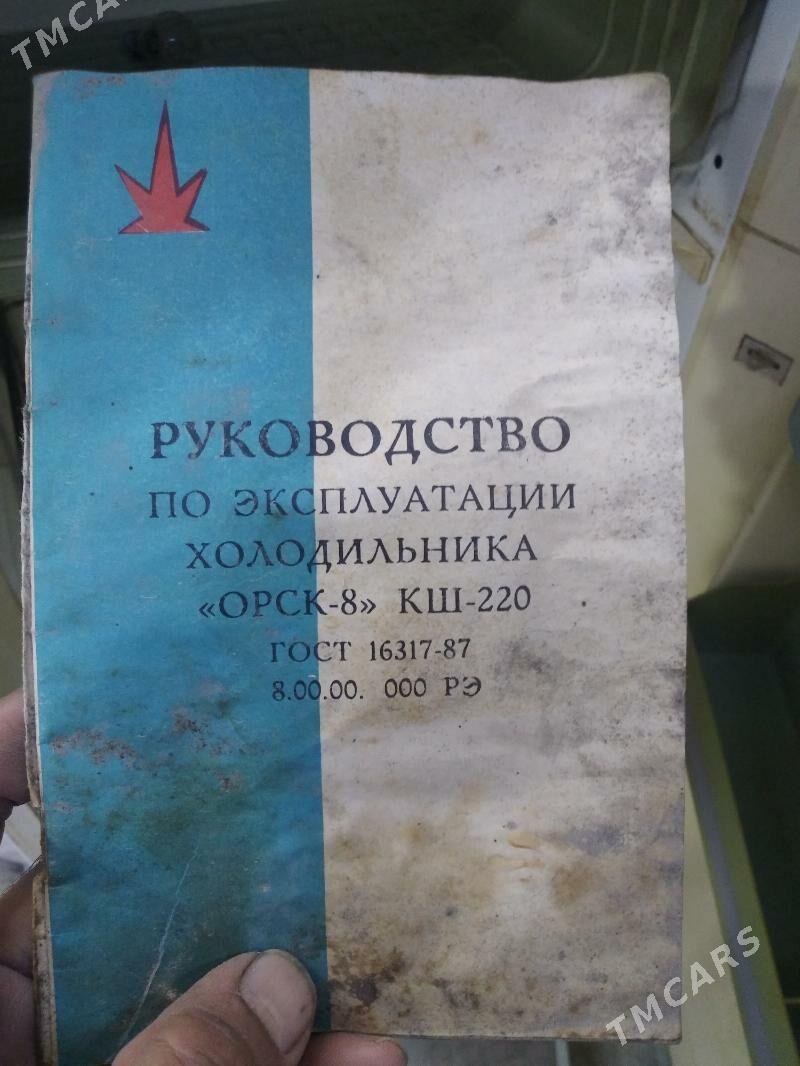 TMCARS
РУКОВОДСТВО
ПО ЭКСПЛУАТАЦИИ
ХОЛОДИЛЬНИКА
«ОРСК-8» КШ-220
ГОСТ 16317-87
8.00.00. 000 РЭ
TMCARS